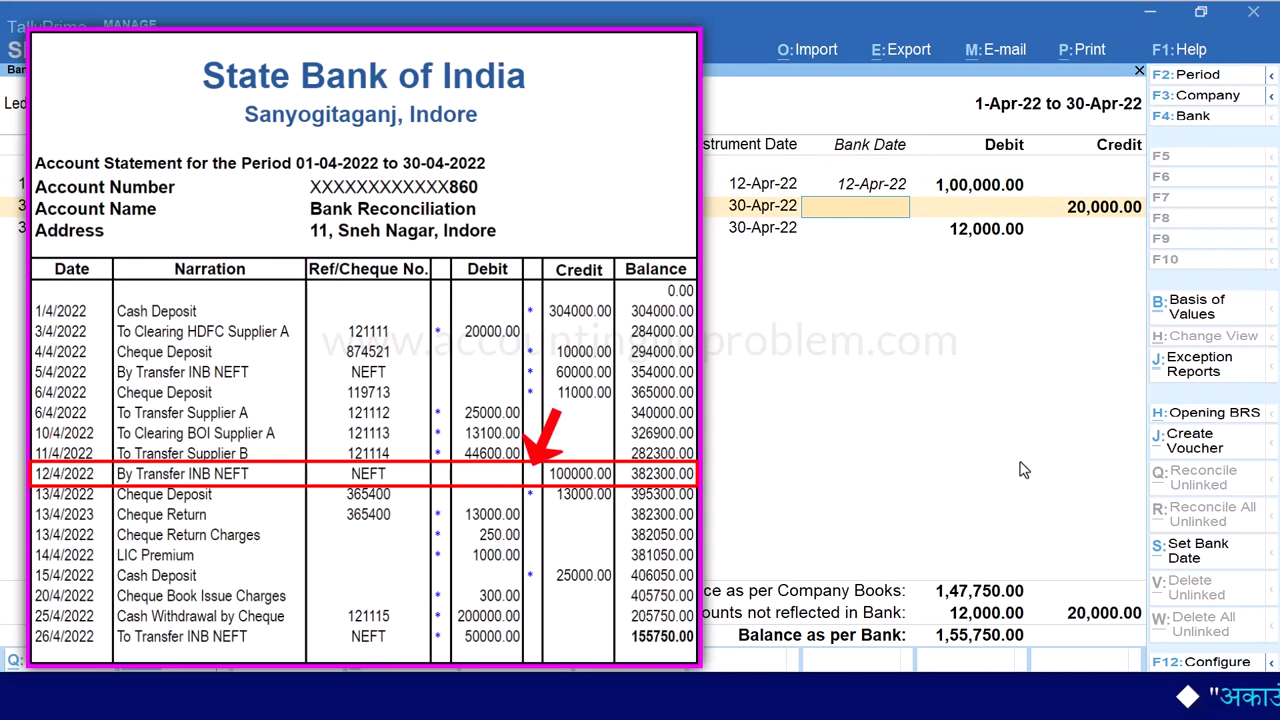 TallyPrime MANAGE
O:Import E:Export M:E-mail P:Print F1:Help
State Bank of India
Sanyogitaganj, Indore
Account Statement for the Period 01-04-2022 to 30-04-2022
Account Number XXXXXXXXXXXX860
Account Name Bank Reconciliation
Address 11, Sneh Nagar, Indore
Date Narration Ref/Cheque No. Debit Credit Balance
0.00
1/4/2022 Cash Deposit * 304000.00 304000.00
3/4/2022 To Clearing HDFC Supplier A 121111 * 20000.00 284000.00
4/4/2022 Cheque Deposit 874521 * 10000.00 294000.00
5/4/2022 By Transfer INB NEFT NEFT * 60000.00 354000.00
6/4/2022 Cheque Deposit 119713 * 11000.00 365000.00
6/4/2022 To Transfer Supplier A 121112 * 25000.00 340000.00
10/4/2022 To Clearing BOI Supplier A 121113 * 13100.00 326900.00
11/4/2022 To Transfer Supplier B 121114 * 44600.00 282300.00
12/4/2022 By Transfer INB NEFT NEFT 100000.00 382300.00
13/4/2022 Cheque Deposit 365400 * 13000.00 395300.00
13/4/2023 Cheque Return 365400 * 13000.00 382300.00
13/4/2022 Cheque Return Charges * 250.00 382050.00
14/4/2022 LIC Premium * 1000.00 381050.00
15/4/2022 Cash Deposit * 25000.00 406050.00
20/4/2022 Cheque Book Issue Charges * 300.00 405750.00
25/4/2022 Cash Withdrawal by Cheque 121115 * 200000.00 205750.00
26/4/2022 To Transfer INB NEFT NEFT * 50000.00 155750.00
1-Apr-22 to 30-Apr-22
strument Date Bank Date Debit Credit
12-Apr-22 12-Apr-22 1,00,000.00
30-Apr-22 20,000.00
30-Apr-22 12,000.00
ce as per Company Books: 1,47,750.00
ounts not reflected in Bank: 12,000.00 20,000.00
Balance as per Bank: 1,55,750.00
F2: Period
F3: Company
F4: Bank
F5
F6
F7
F8
F9
F10
B: Basis of
Values
H: Change View
J: Exception
Reports
H: Opening BRS
J: Create
Voucher
Q: Reconcile
Unlinked
R: Reconcile All
Unlinked
S: Set Bank
Date
V: Delete
Unlinked
W: Delete All
Unlinked
F12: Configure
Q: